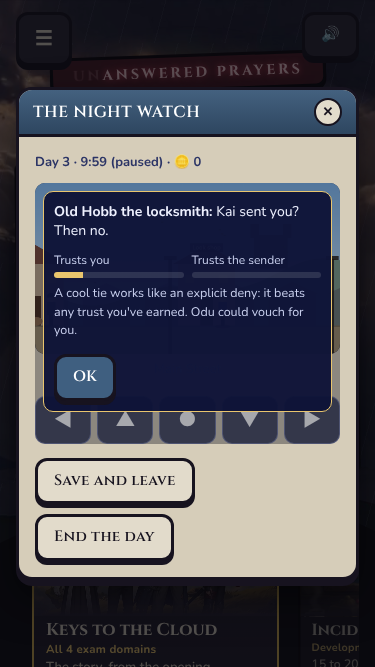 UNANSWERED PRAYERS
THE NIGHT WATCH
Day 3 · 9:59 (paused) · 🪙 0
Old Hobb the locksmith: Kai sent you?
Then no.
Trusts you
Trusts the sender
A cool tie works like an explicit deny: it beats
any trust you've earned. Odu could vouch for
you.
OK
SAVE AND LEAVE
END THE DAY
KEYS TO THE CLOUD
All 4 exam domains
The story, from the opening
INCID
Develop
15 to 20